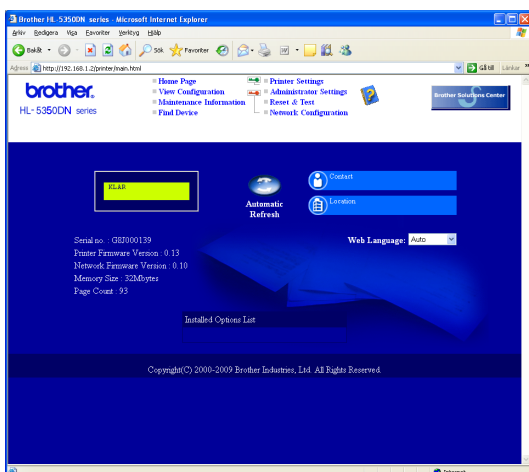 Brother HL-5350DN series - Microsoft Internet Explorer
Arkiv Redigera Visa Favoriter Verktyg Hjälp
Bakåt Sök Favoriter
Adress http://192.168.1.2/printer/main.html Gå till Länkar »
brother.
HL-5350DN series
Home Page
View Configuration
Maintenance Information
Find Device
Printer Settings
Administrator Settings
Reset & Test
Network Configuration
Brother Solutions Center
KLAR
Automatic
Refresh
Contact
Location
Serial no. : G8J000139
Printer Firmware Version : 0.13
Network Firmware Version : 0.10
Memory Size : 32Mbytes
Page Count : 93
Web Language: Auto
Installed Options List
Copyright(C) 2000-2009 Brother Industries, Ltd. All Rights Reserved.
Internet